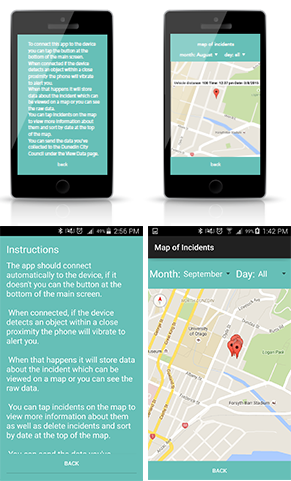 To connect the app to the device
you can tap the button at the
bottom of the main screen.
When connected, if the device
detects an object within a close
proximity the phone will vibrate
to alert you.
When that happens it will store
data about the incident which can
be viewed on a map or you can see
the raw data.
You can tap incidents on the map
to view more information about
them and sort by date at the top
of the map.
You can send the data you've
collected to the Dunedin City
Council under the View Data page.
back
map of incidents
month: August day: all
Vehicle distance: 108 Time: 10:37 pm Date: 8/8/2015
back
49% 2:56 PM
Instructions
The app should connect
automatically to the device, if it
doesn't you can the button at the
bottom of the main screen.
When connected, if the device
detects an object within a close
proximity the phone will vibrate to
alert you.
When that happens it will store data
about the incident which can be
viewed on a map or you can see the
raw data.
You can tap incidents on the map to
view more information about them
as well as delete incidents and sort
by date at the top of the map.
You can send the data you've
BACK
45% 1:42 PM
Map of Incidents
Month: September Day: All
NORTH DUNEDIN
University
of Otago
Logan Park
Albany St
Forsyth Barr Stadium
BACK